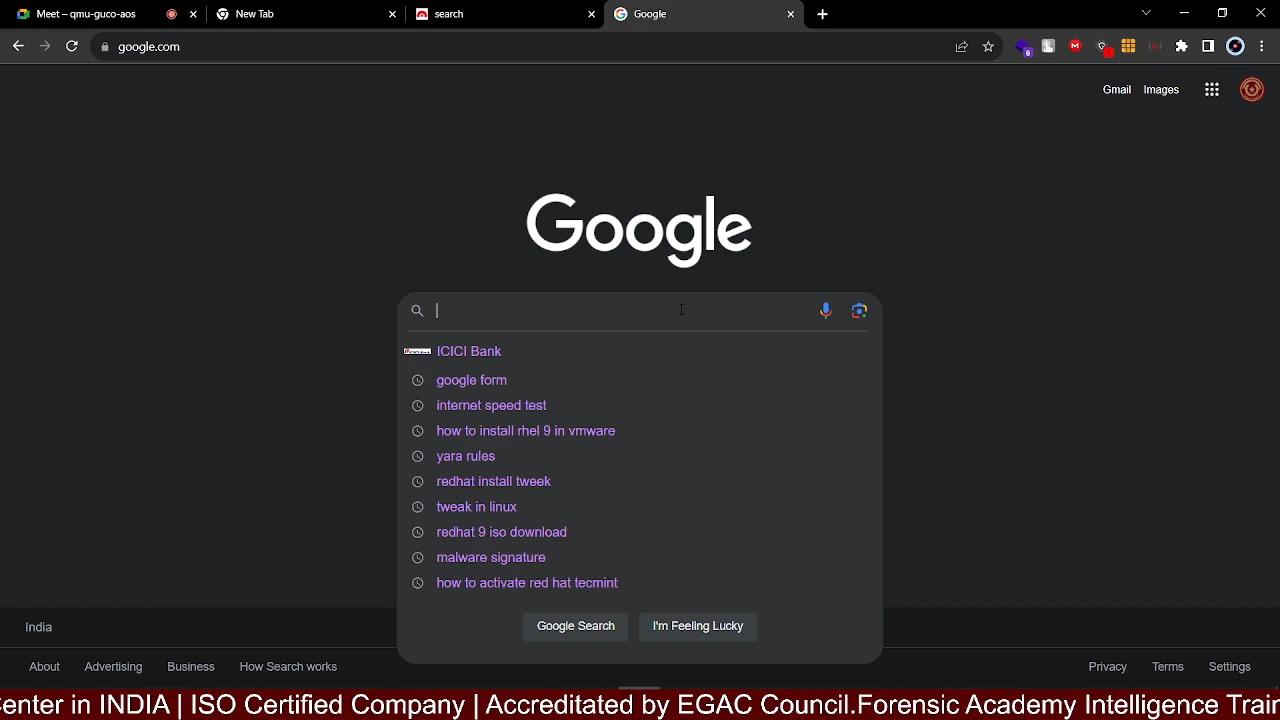 Meet – qmu-guco-aos
New Tab
search
Google
google.com
6
Gmail
Images
Google
ICICI Bank
google form
internet speed test
how to install rhel 9 in vmware
yara rules
redhat install tweek
tweak in linux
redhat 9 iso download
malware signature
how to activate red hat tecmint
Google Search
I'm Feeling Lucky
India
About
Advertising
Business
How Search works
Privacy
Terms
Settings
enter in INDIA | ISO Certified Company | Accredited by EGAC Council.Forensic Academy Intelligence Train